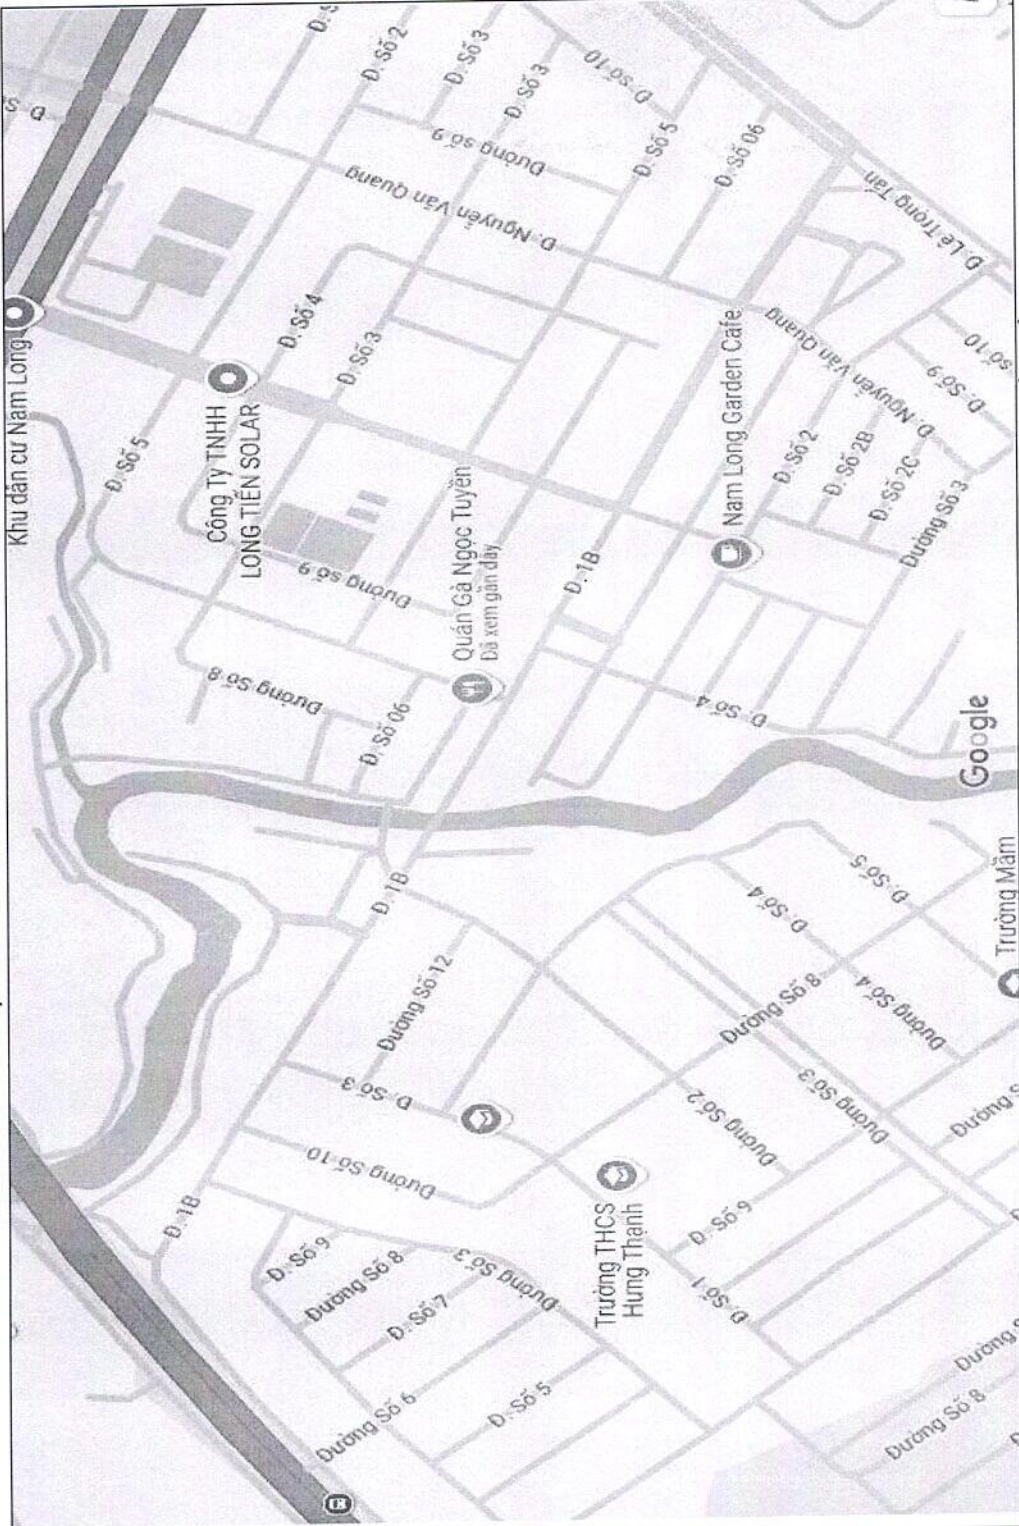 Khu dân cư Nam Long
Công Ty TNHH
LONG TIẾN SOLAR
Quán Gà Ngọc Tuyền
Đã xem gần đây
Nam Long Garden Cafe
Trường THCS
Hưng Thạnh
Trường Mầm
Google
Đ. Số 2
Đ. Số 3
Đ. Số 3
Đ. Số 10
Đ. Số 5
Đ. Số 06
Đường số 9
Đ. Nguyễn Văn Quang
Đ. Lê Trọng Tấn
Đ. Số 4
Đ. Số 3
Đ. Số 5
Đ. Nguyễn Văn Quang
Số 10
Đ. Số 9
Đ. Số 2
Đ. Số 2B
Đ. Số 2C
Đường Số 3
Đ. 1B
Đường số 9
Đường Số 8
Đ. Số 06
Đ. Số 4
Đ. 1B
Đ. Số 5
Đ. Số 4
Đường Số 4
Đường Số 8
Đường Số 12
Đ. Số 3
Đường Số 3
Đường Số 2
Đường Số 10
Đ. Số 9
Đ. 1B
Đ. Số 9
Đường Số 8
Đ. Số 7
Đường Số 3
Đ. Số 1
Đường Số 6
Đ. Số 5
Đường Số 8
Đường S
Đường